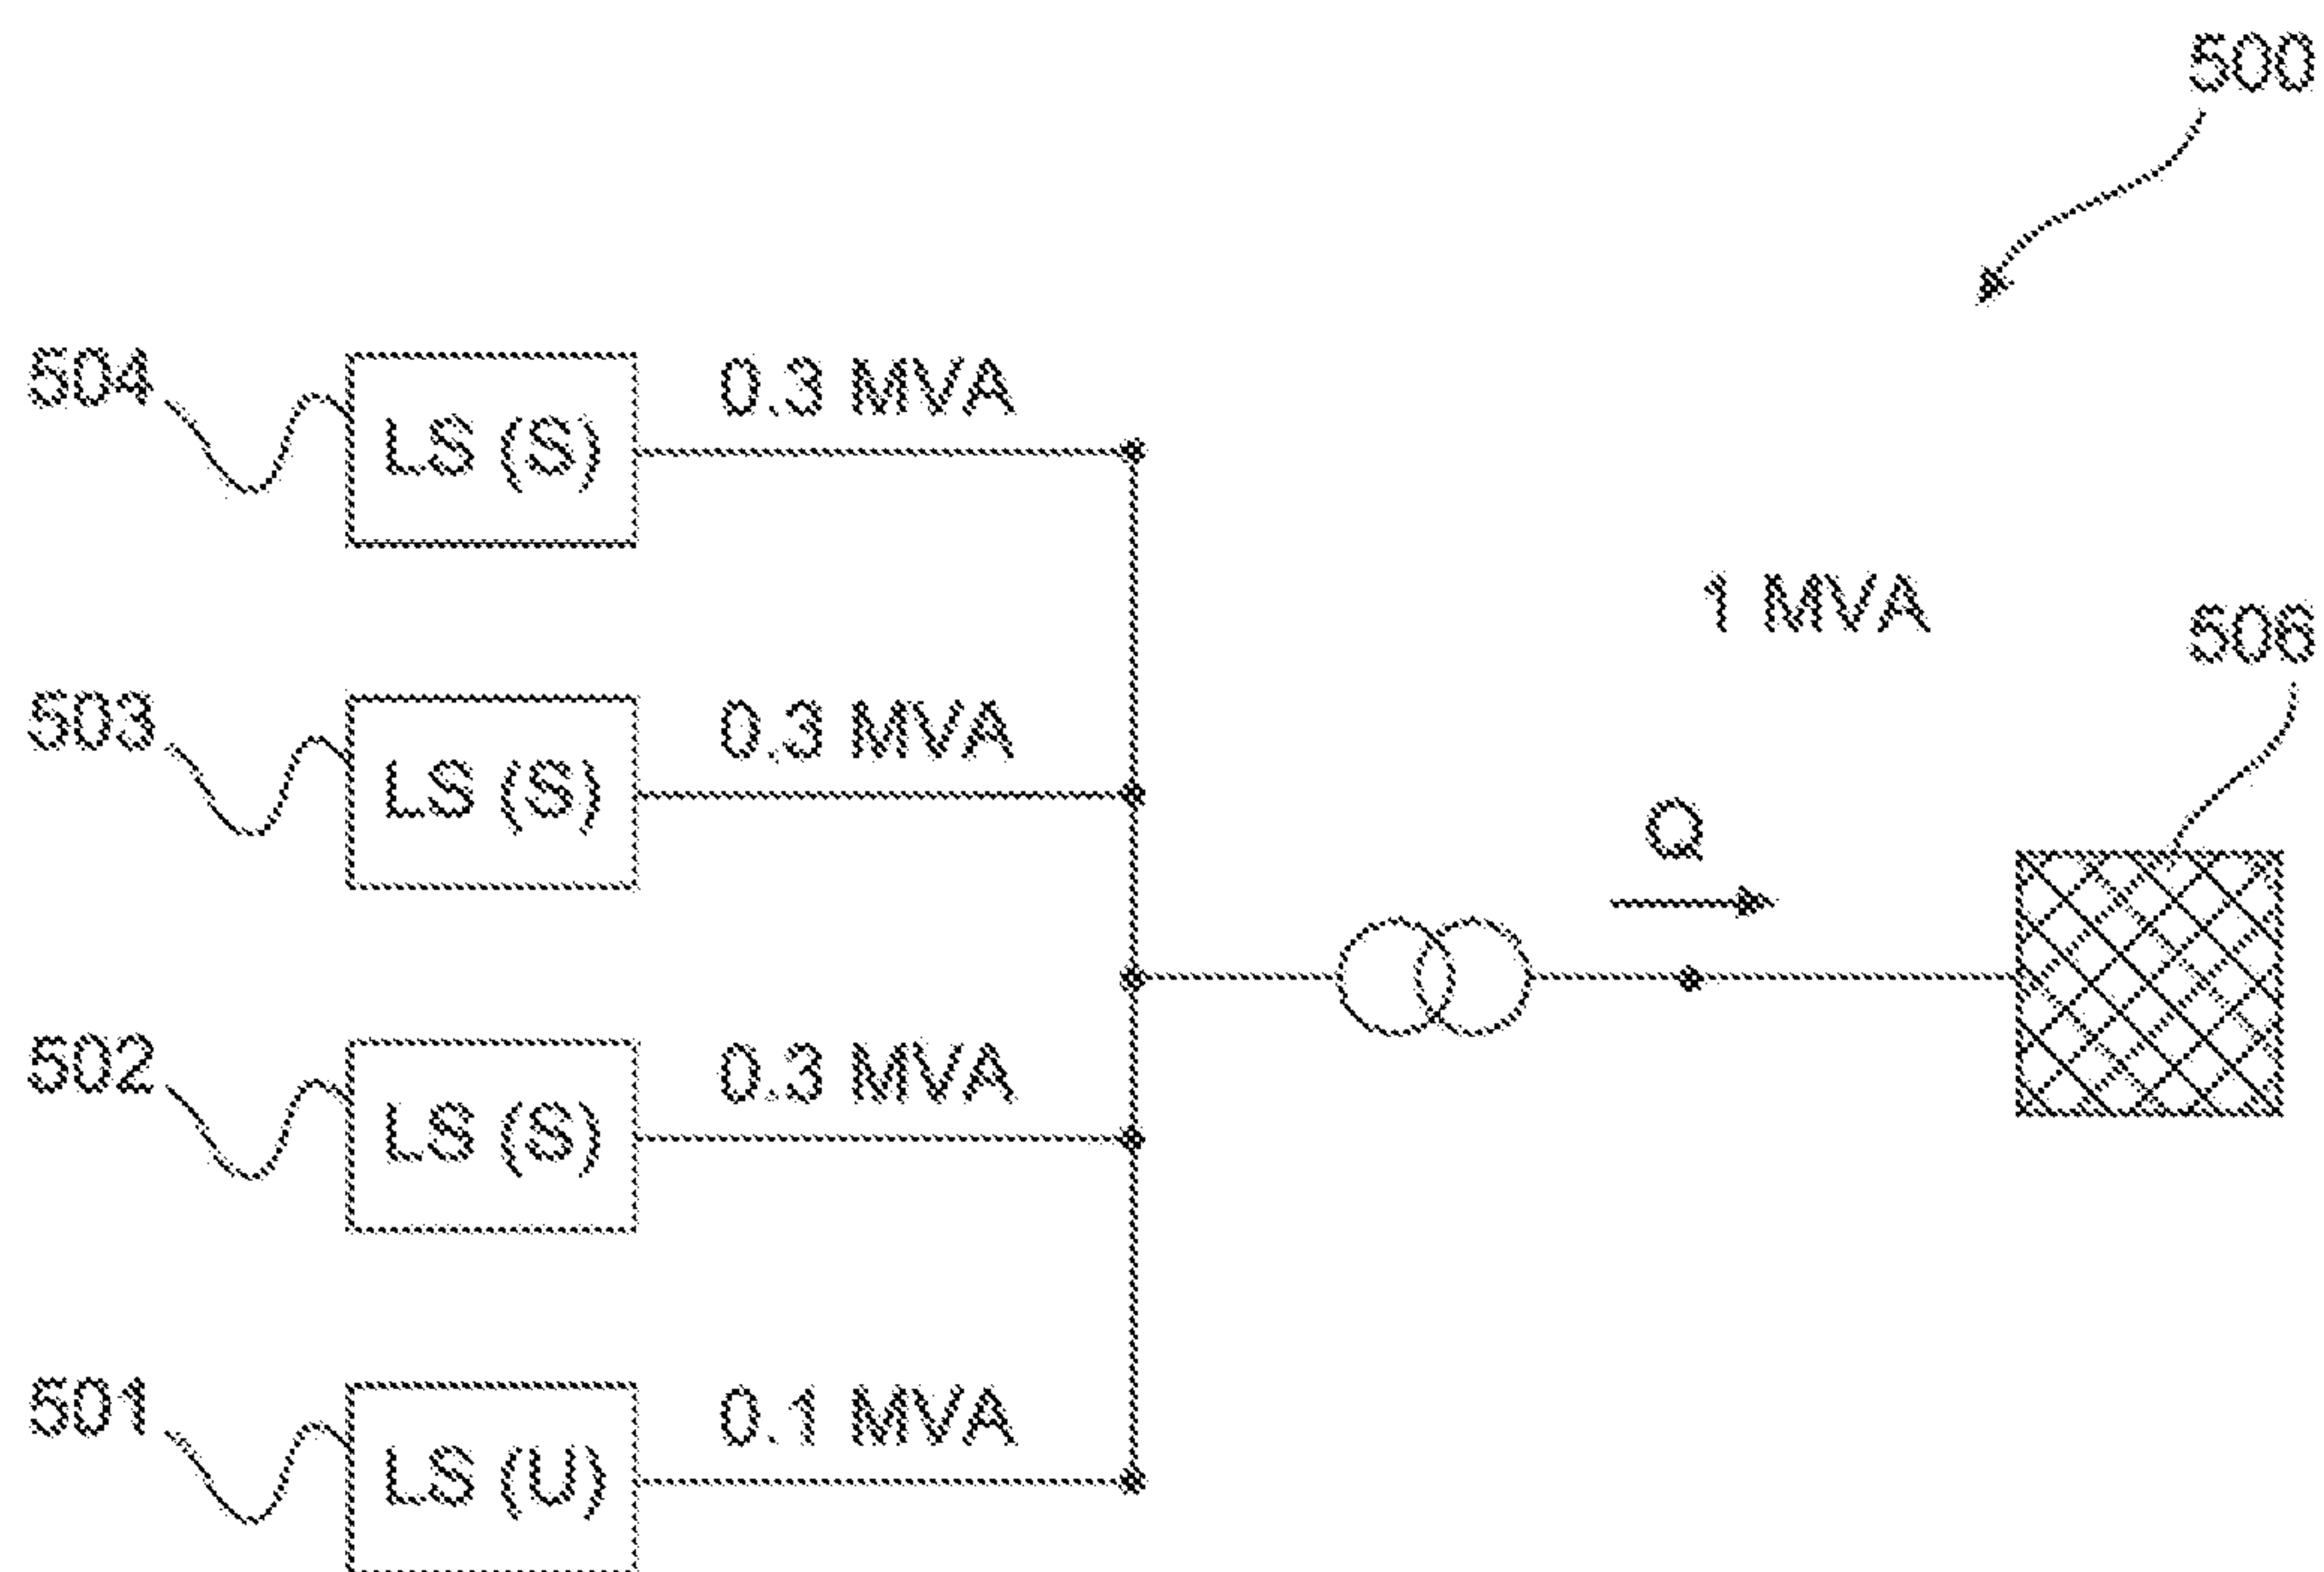 500
504
LS (S)
0.3 MVA
1 MVA
506
503
LS (S)
0.3 MVA
Q
502
LS (S)
0.3 MVA
501
LS (U)
0.1 MVA